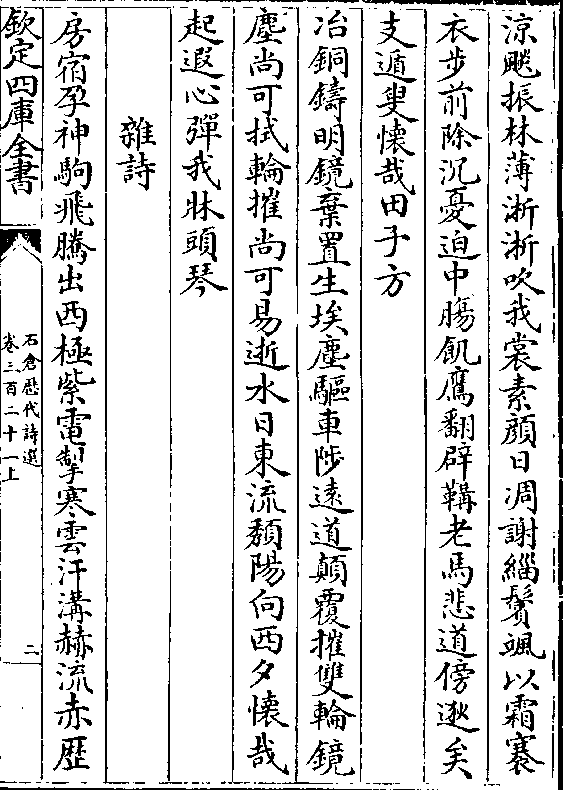 涼飈振林薄淅淅吹我裳素顔日凋謝緇鬢颯以霜褰
衣步前除沉憂迫中腸飢鷹翻辟鞲老馬悲道傍逖矣
支遁叟懐哉田子方
冶銅鑄明鏡棄置生埃塵驅車陟遠道顛覆摧雙輪鏡
塵尚可拭輪摧尚可易逝水日東流頽陽向西夕懐哉
起遐心彈我牀頭琴
雜詩
房宿孕神駒飛騰出西極紫電掣寒雲汗溝赫流赤歴
欽定四庫全書
石倉歴代詩選
卷三百二十一上
二